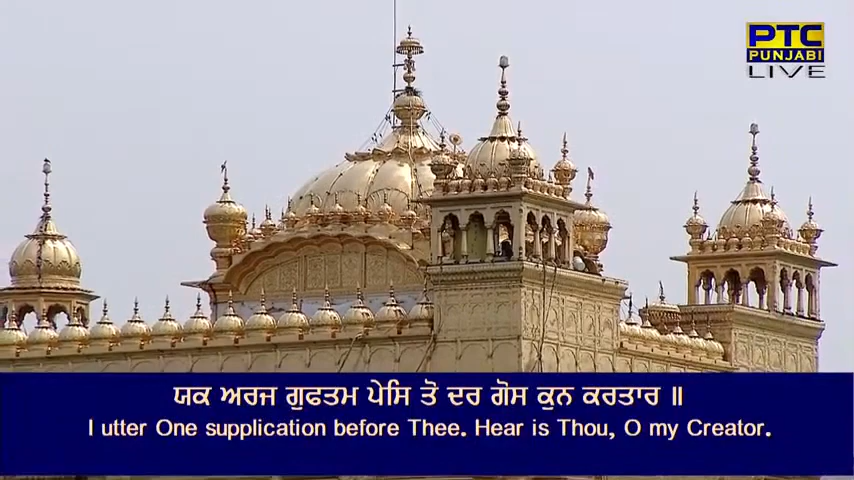 PTC
PUNJABI
LIVE
ਯਕ ਅਰਜ ਗੁਫਤਮ ਪੇਸਿ ਤੋ ਦਰ ਗੋਸ ਕੁਨ ਕਰਤਾਰ ॥
I utter One supplication before Thee. Hear is Thou, O my Creator.